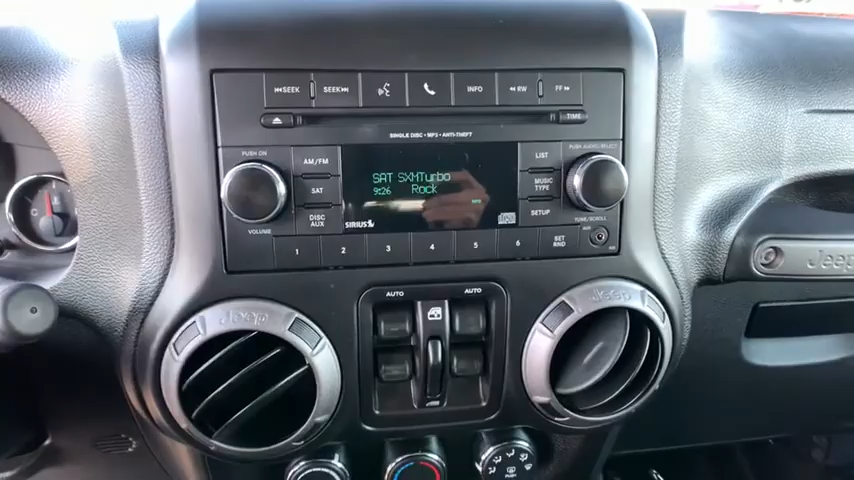 SEEK
SEEK
INFO
RW
FF
TIME
SINGLE DISC • MP3 • ANTI-THEFT
PUSH ON
AM/FM
SAT
DISC
AUX
VOLUME
SAT SXMTurbo
9:26 Rock
SIRIUS
LIST
MUSIC
TYPE
SETUP
PUSH AUDIO/SELECT
TUNE/SCROLL
1
2
3
4
5
6
SET
RND
AUX
Jeep
AUTO
AUTO
Jeep
Jeep